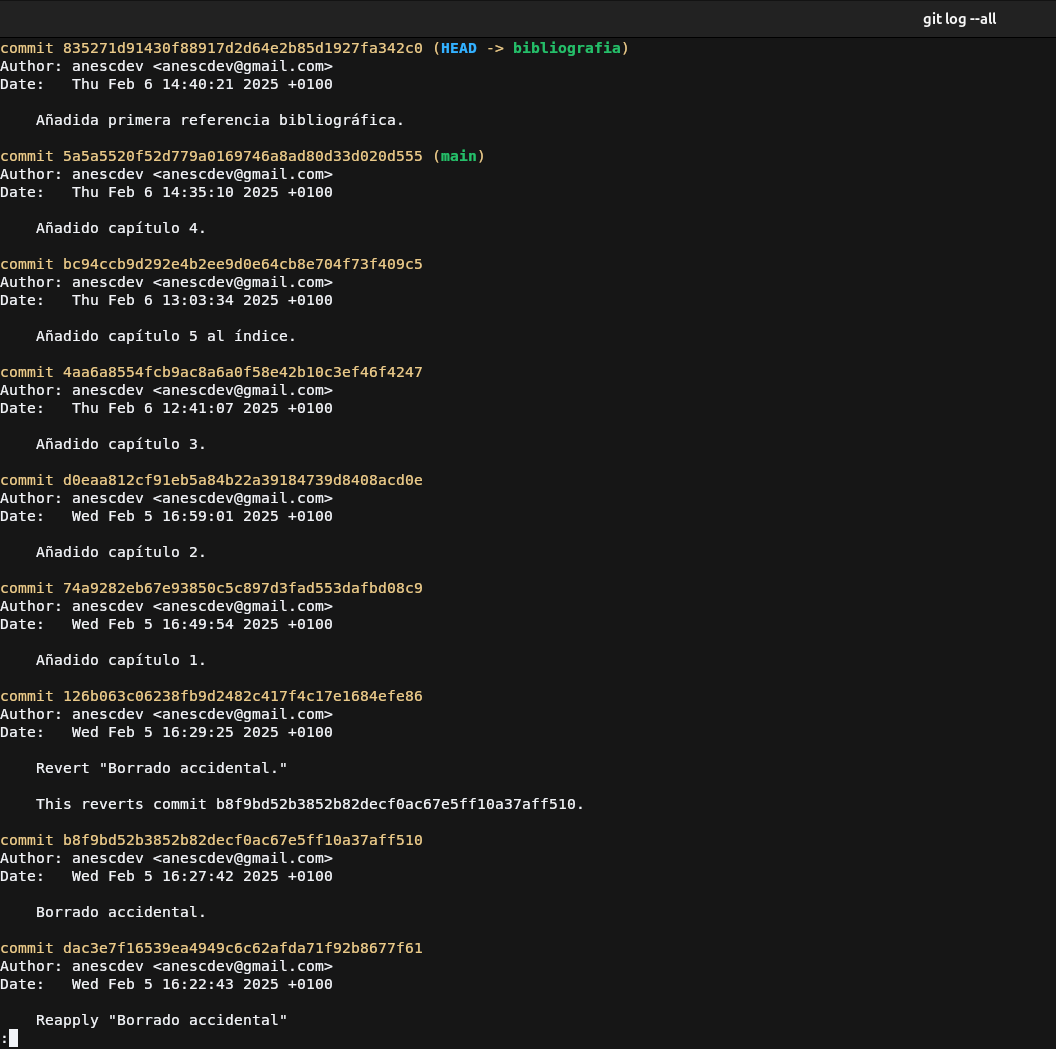 git log --all
commit 835271d91430f88917d2d64e2b85d1927fa342c0 (HEAD -> bibliografia)
Author: anescdev <anescdev@gmail.com>
Date:   Thu Feb 6 14:40:21 2025 +0100
    Añadida primera referencia bibliográfica.
commit 5a5a5520f52d779a0169746a8ad80d33d020d555 (main)
Author: anescdev <anescdev@gmail.com>
Date:   Thu Feb 6 14:35:10 2025 +0100
    Añadido capítulo 4.
commit bc94ccb9d292e4b2ee9d0e64cb8e704f73f409c5
Author: anescdev <anescdev@gmail.com>
Date:   Thu Feb 6 13:03:34 2025 +0100
    Añadido capítulo 5 al índice.
commit 4aa6a8554fcb9ac8a6a0f58e42b10c3ef46f4247
Author: anescdev <anescdev@gmail.com>
Date:   Thu Feb 6 12:41:07 2025 +0100
    Añadido capítulo 3.
commit d0eaa812cf91eb5a84b22a39184739d8408acd0e
Author: anescdev <anescdev@gmail.com>
Date:   Wed Feb 5 16:59:01 2025 +0100
    Añadido capítulo 2.
commit 74a9282eb67e93850c5c897d3fad553dafbd08c9
Author: anescdev <anescdev@gmail.com>
Date:   Wed Feb 5 16:49:54 2025 +0100
    Añadido capítulo 1.
commit 126b063c06238fb9d2482c417f4c17e1684efe86
Author: anescdev <anescdev@gmail.com>
Date:   Wed Feb 5 16:29:25 2025 +0100
    Revert "Borrado accidental."
    This reverts commit b8f9bd52b3852b82decf0ac67e5ff10a37aff510.
commit b8f9bd52b3852b82decf0ac67e5ff10a37aff510
Author: anescdev <anescdev@gmail.com>
Date:   Wed Feb 5 16:27:42 2025 +0100
    Borrado accidental.
commit dac3e7f16539ea4949c6c62afda71f92b8677f61
Author: anescdev <anescdev@gmail.com>
Date:   Wed Feb 5 16:22:43 2025 +0100
    Reapply "Borrado accidental"
: